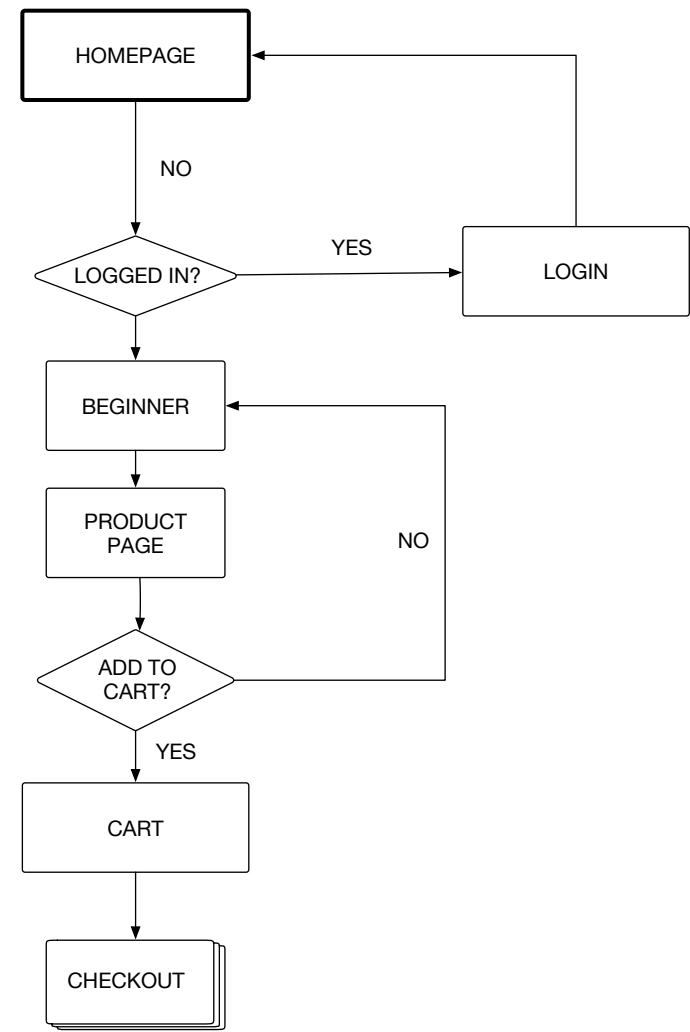 HOMEPAGE
NO
LOGGED IN?
YES
LOGIN
BEGINNER
PRODUCT
PAGE
NO
ADD TO
CART?
YES
CART
CHECKOUT